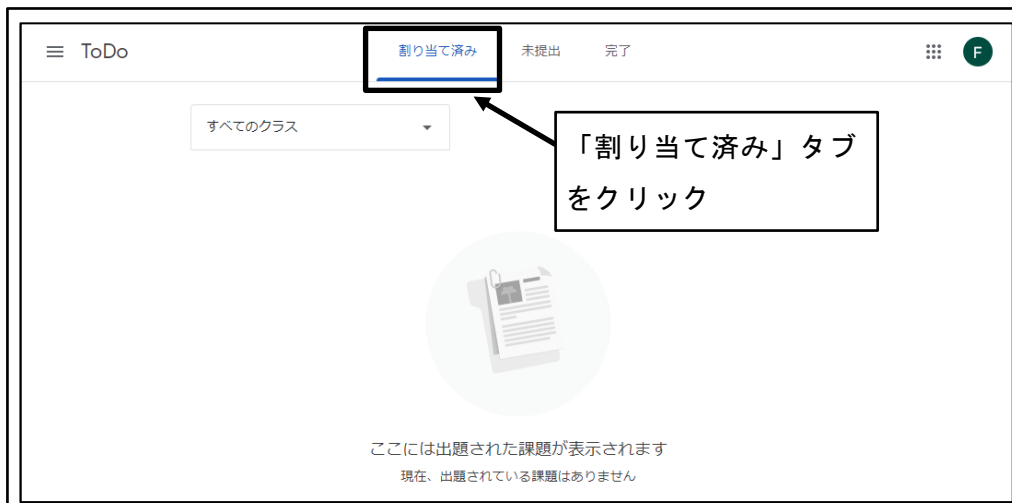 ToDo
割り当て済み
未提出
完了
F
すべてのクラス
「割り当て済み」タブ
をクリック
ここには出題された課題が表示されます
現在、出題されている課題はありません